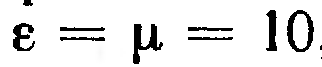 ε = μ = 10,